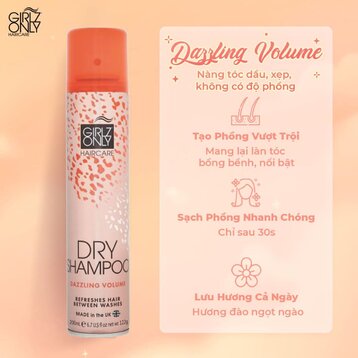 GIRLZ
ONLY
HAIRCARE
Dazzling Volume
Nàng tóc dầu, xẹp,
không có độ phồng
Tạo Phồng Vượt Trội
Mang lại làn tóc
bồng bềnh, nổi bật
Sạch Phồng Nhanh Chóng
Chỉ sau 30s
Lưu Hương Cả Ngày
Hương đào ngọt ngào
GIRLZ
ONLY
HAIRCARE
DRY
SHAMPOO
DAZZLING VOLUME
REFRESHES HAIR
BETWEEN WASHES
MADE in the UK